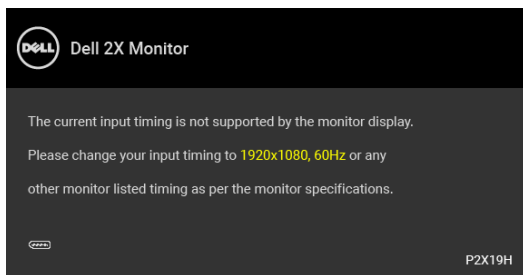 DELL
Dell 2X Monitor
The current input timing is not supported by the monitor display.
Please change your input timing to 1920x1080, 60Hz or any
other monitor listed timing as per the monitor specifications.
P2X19H